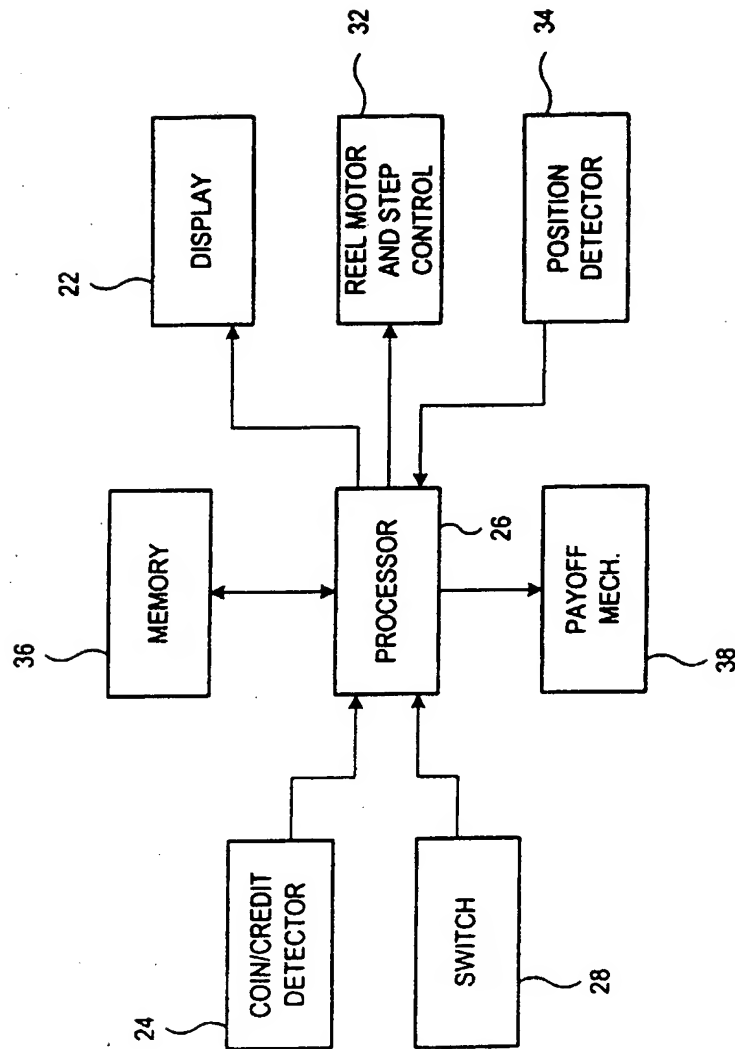 36
MEMORY
22
DISPLAY
24
COIN/CREDIT
DETECTOR
PROCESSOR
26
32
REEL MOTOR
AND STEP
CONTROL
28
SWITCH
38
PAYOFF
MECH.
34
POSITION
DETECTOR